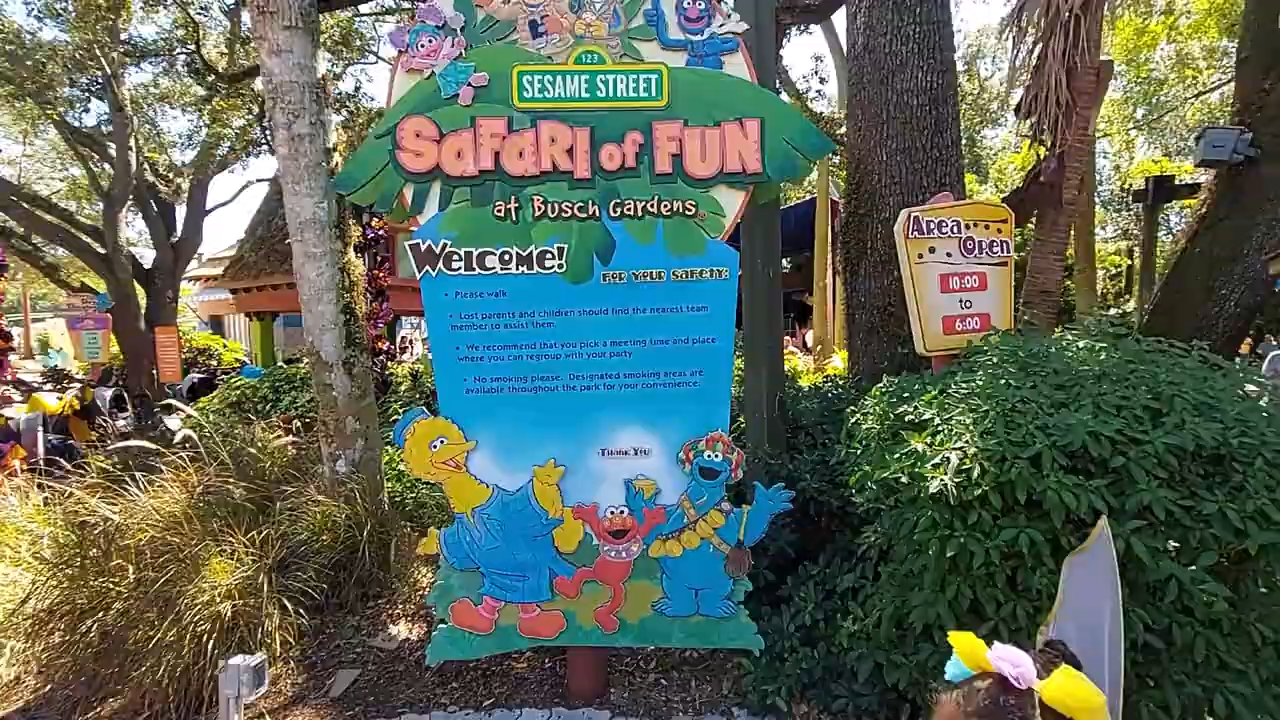 123
SESAME STREET
SaFaRI of FUN
at Busch Gardens®
WELCOME!
FOR YOUR SAFETY:
• Please walk
• Lost parents and children should find the nearest team
member to assist them.
• We recommend that you pick a meeting time and place
where you can regroup with your party
• No smoking please. Designated smoking areas are
available throughout the park for your convenience.
Thank You
Area
Open
10:00
to
6:00